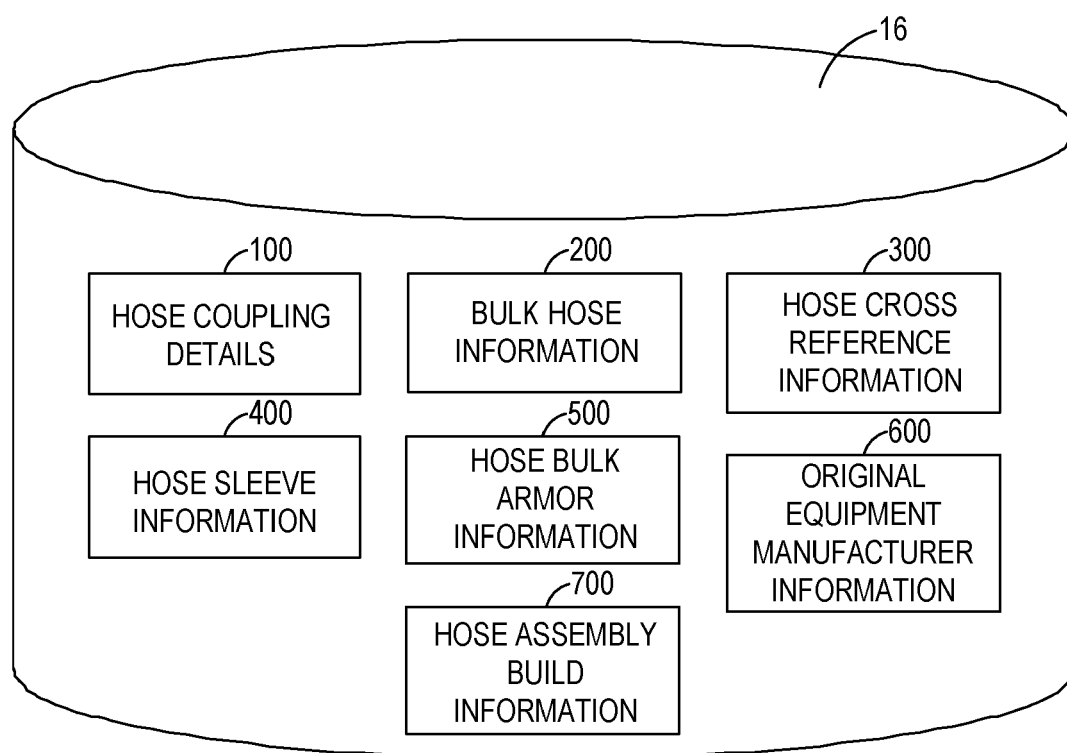 16
100
HOSE COUPLING
DETAILS
200
BULK HOSE
INFORMATION
300
HOSE CROSS
REFERENCE
INFORMATION
400
HOSE SLEEVE
INFORMATION
500
HOSE BULK
ARMOR
INFORMATION
600
ORIGINAL
EQUIPMENT
MANUFACTURER
INFORMATION
700
HOSE ASSEMBLY
BUILD
INFORMATION